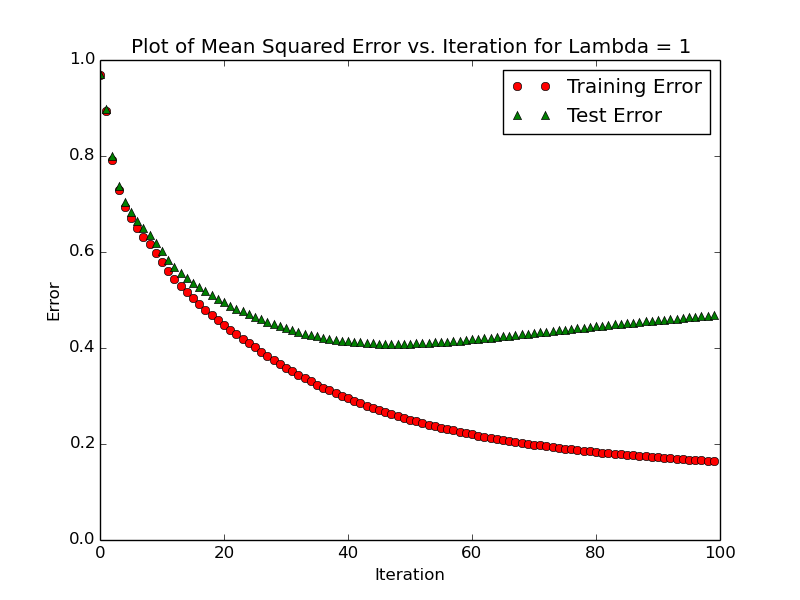 Plot of Mean Squared Error vs. Iteration for Lambda = 1
1.0
Training Error
Test Error
0.8
0.6
Error
0.4
0.2
0.0
0 20 40 60 80 100
Iteration